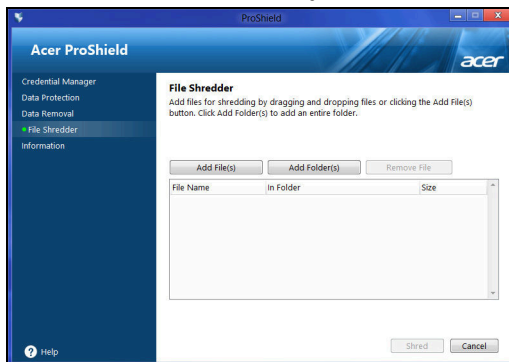 ProShield
Acer ProShield
acer
Credential Manager
Data Protection
Data Removal
File Shredder
Information
Help
File Shredder
Add files for shredding by dragging and dropping files or clicking the Add File(s)
button. Click Add Folder(s) to add an entire folder.
Add File(s) Add Folder(s) Remove File
File Name In Folder Size
Shred Cancel